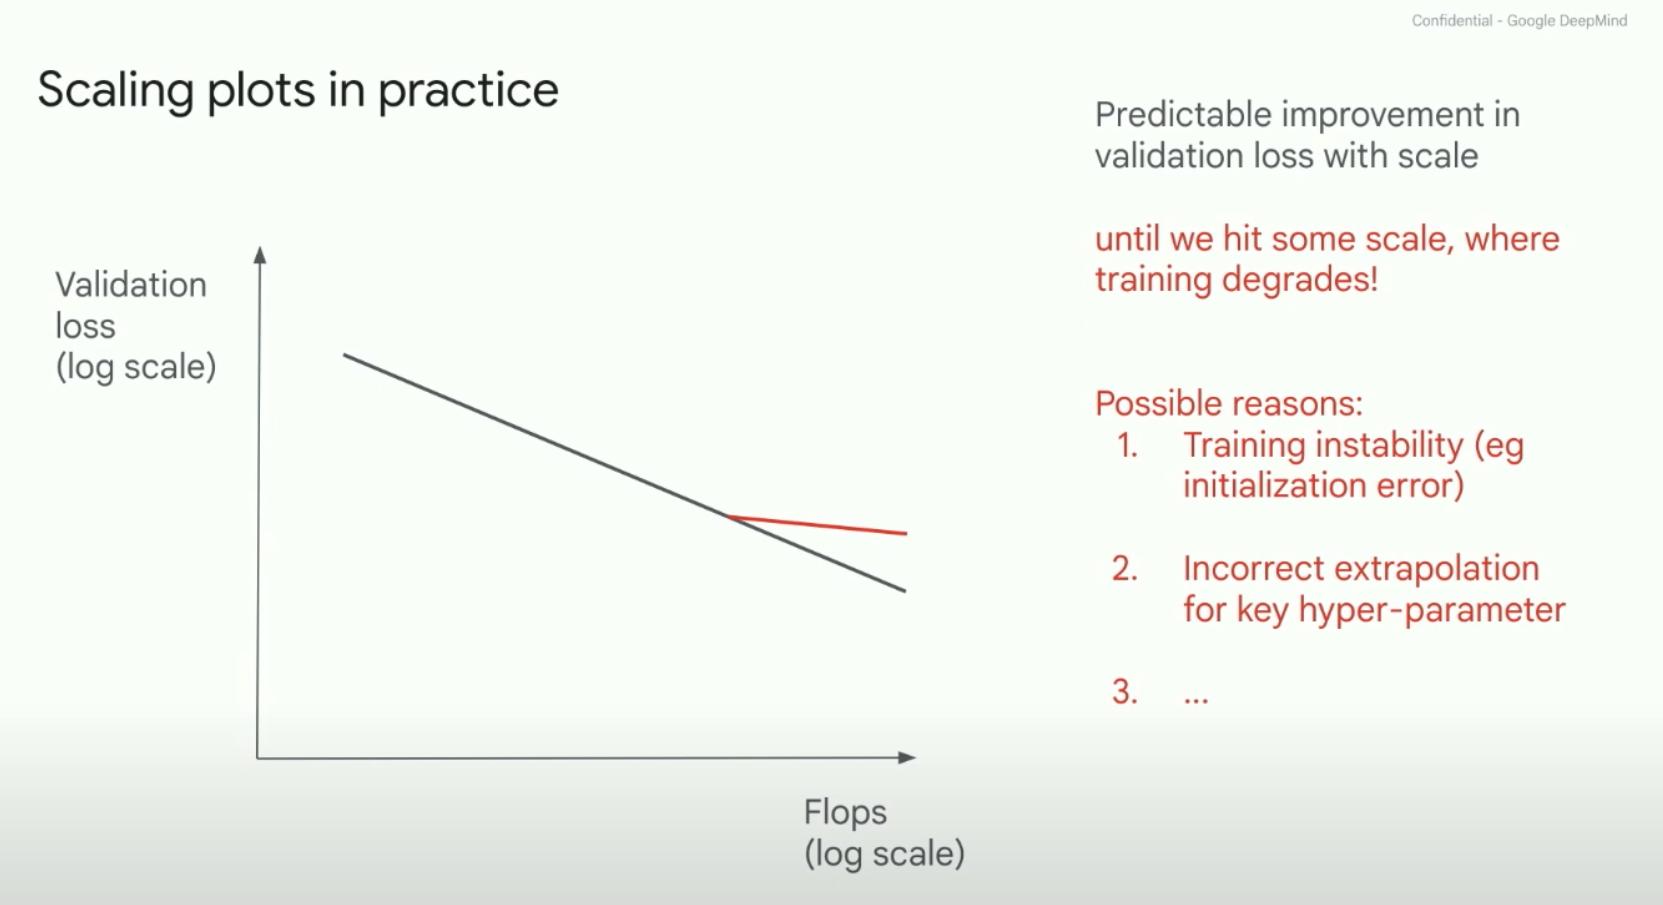 Confidential - Google DeepMind
Scaling plots in practice
Predictable improvement in
validation loss with scale
until we hit some scale, where
training degrades!
Validation
loss
(log scale)
Possible reasons:
1. Training instability (eg
initialization error)
2. Incorrect extrapolation
for key hyper-parameter
3. ...
Flops
(log scale)